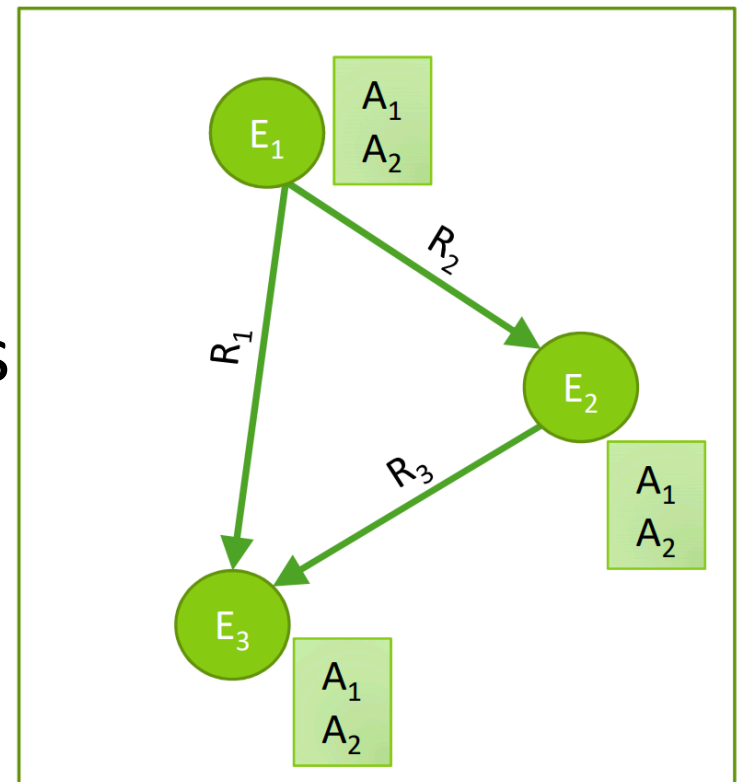 A₁
E₁
A₂
R₂
R₁
s
E₂
R₃
A₁
A₂
E₃
A₁
A₂